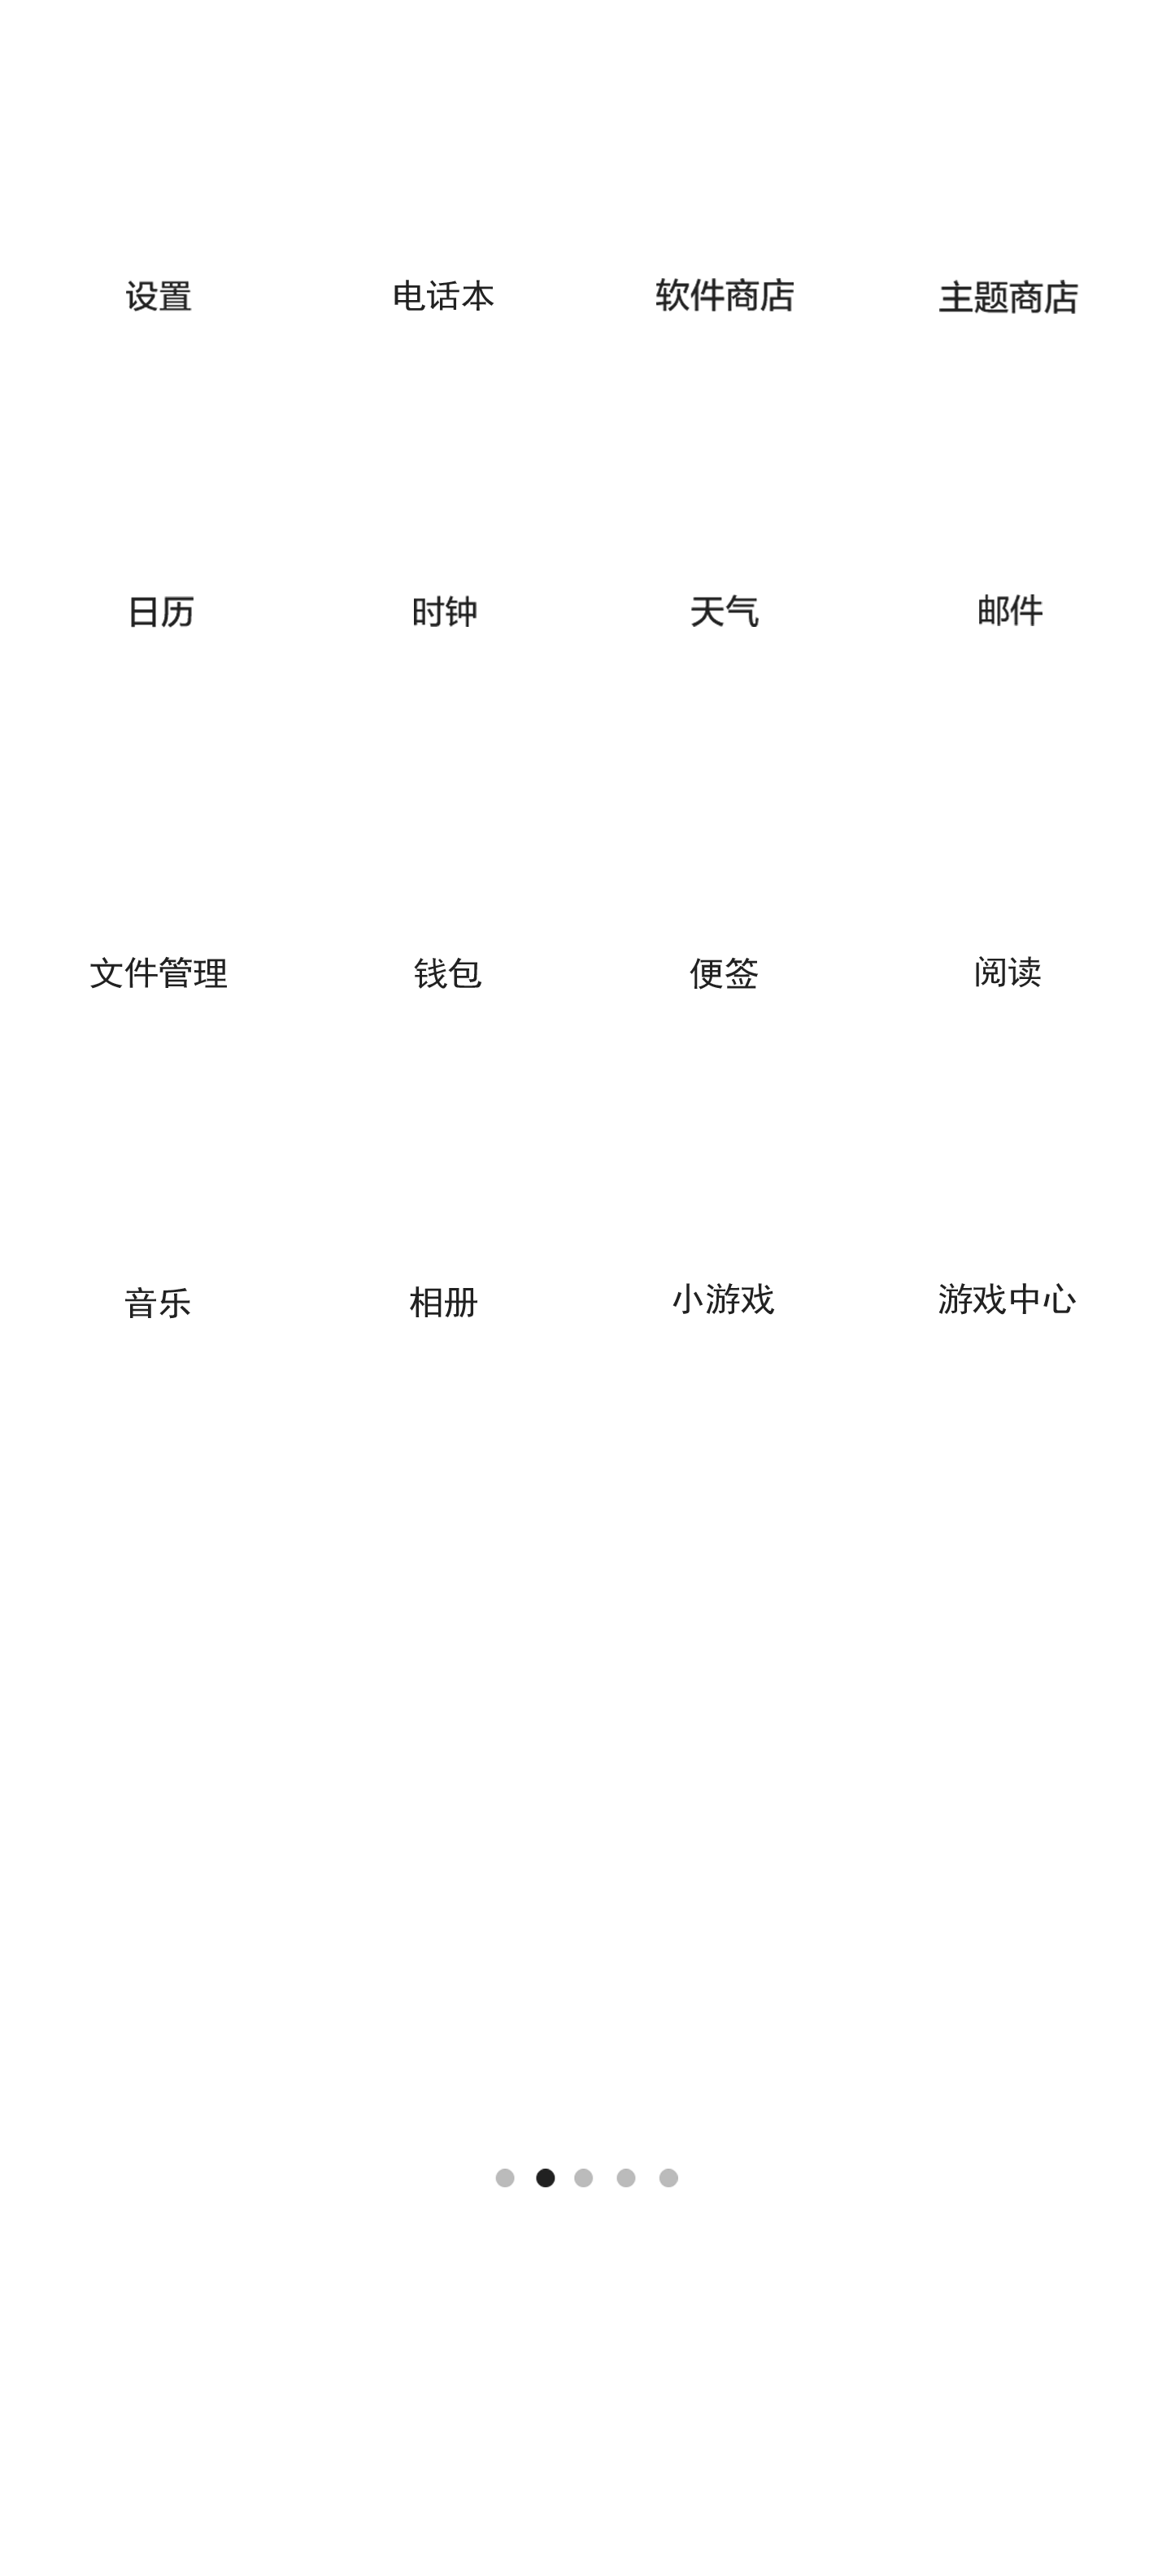 设置 电话本 软件商店 主题商店
日历 时钟 天气 邮件
文件管理 钱包 便签 阅读
音乐 相册 小游戏 游戏中心